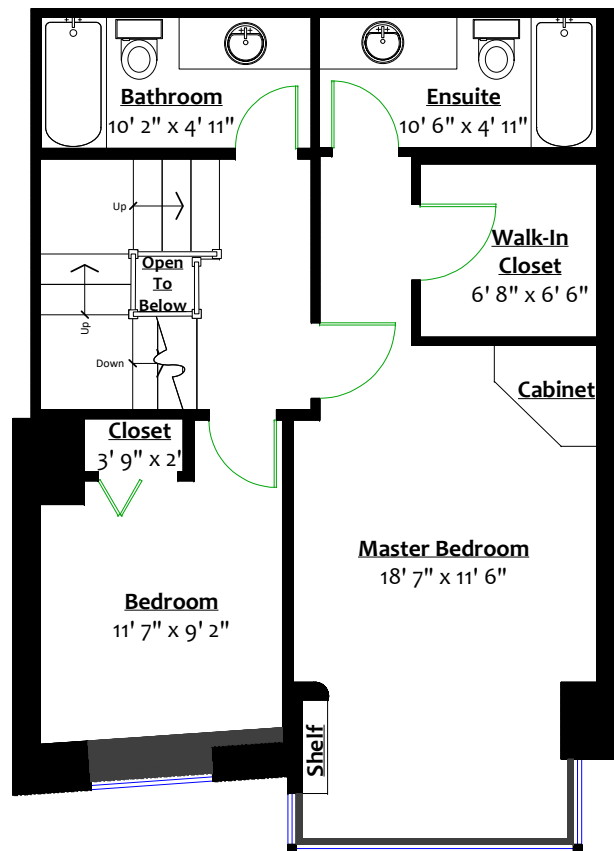 Bathroom
10' 2" x 4' 11"
Ensuite
10' 6" x 4' 11"
Up
Open
To
Below
Up
Down
Walk-In
Closet
6' 8" x 6' 6"
Cabinet
Closet
3' 9" x 2'
Master Bedroom
18' 7" x 11' 6"
Bedroom
11' 7" x 9' 2"
Shelf